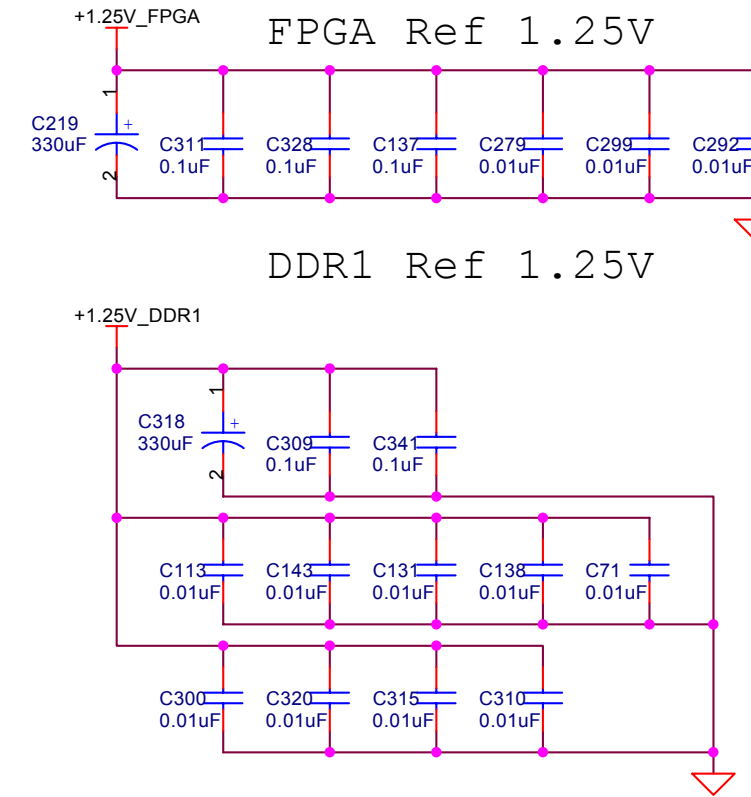 +1.25V_FPGA
FPGA Ref 1.25V
1
+
2
C219
330uF
C311
0.1uF
C328
0.1uF
C137
0.1uF
C279
0.01uF
C299
0.01uF
C292
0.01uF
DDR1 Ref 1.25V
+1.25V_DDR1
1
+
2
C318
330uF
C309
0.1uF
C341
0.1uF
C113
0.01uF
C143
0.01uF
C131
0.01uF
C138
0.01uF
C71
0.01uF
C300
0.01uF
C320
0.01uF
C315
0.01uF
C310
0.01uF